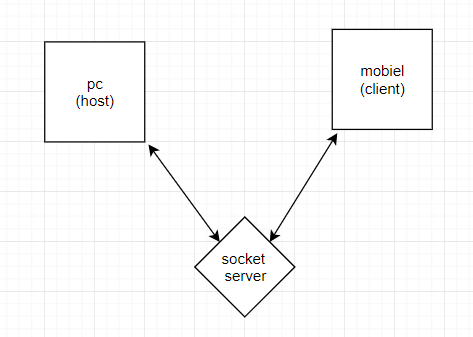 pc
(host)
mobiel
(client)
socket
server